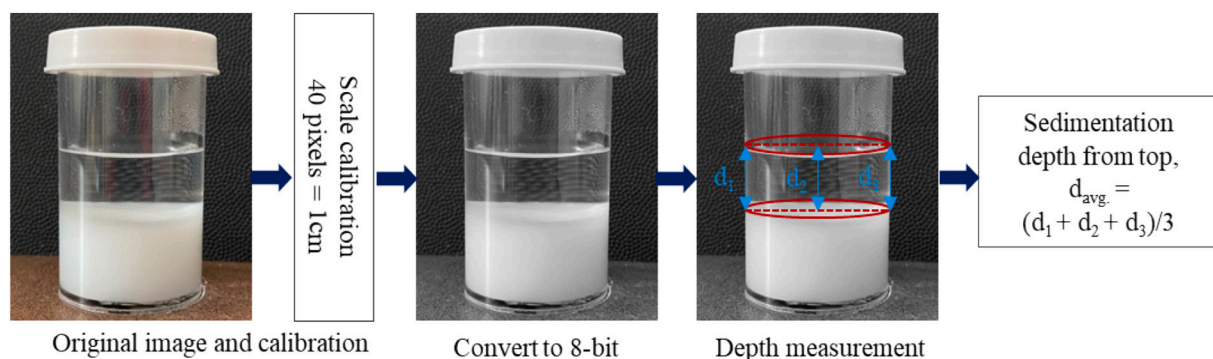 Scale calibration
40 pixels = 1cm
d₁
d₂
d₃
Sedimentation
depth from top,
d_avg. =
(d₁ + d₂ + d₃)/3
Original image and calibration
Convert to 8-bit
Depth measurement